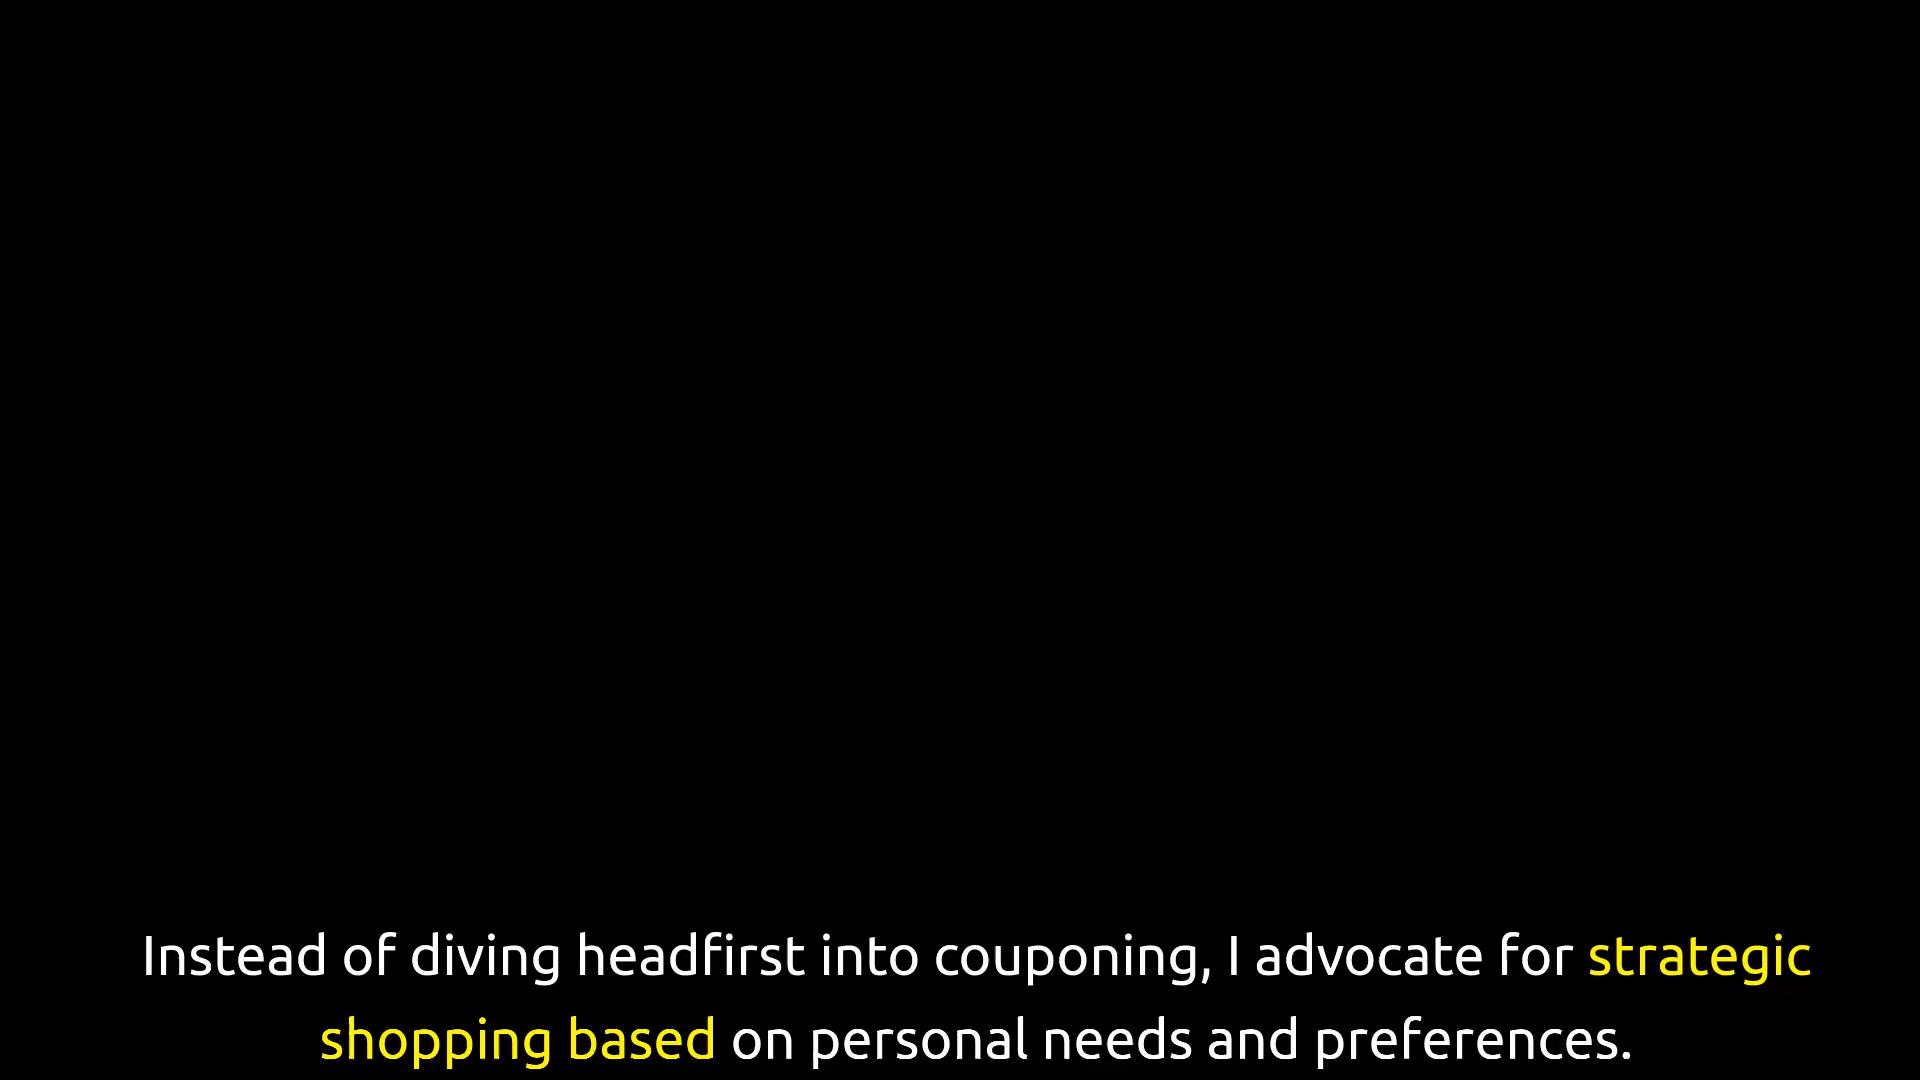 Instead of diving headfirst into couponing, I advocate for strategic
shopping based on personal needs and preferences.